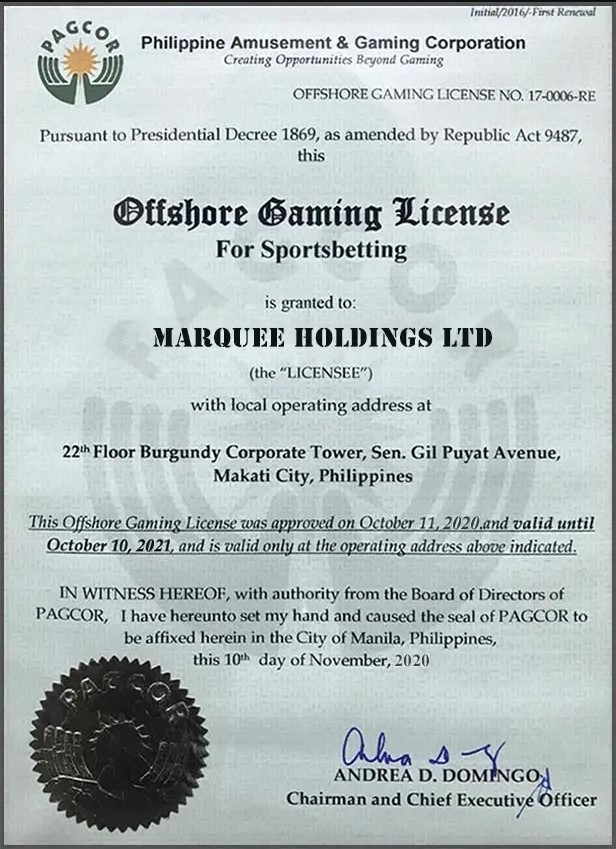 Initial/2016/-First Renewal
PAGCOR
Philippine Amusement & Gaming Corporation
Creating Opportunities Beyond Gaming
OFFSHORE GAMING LICENSE NO. 17-0006-RE
Pursuant to Presidential Decree 1869, as amended by Republic Act 9487,
this
Offshore Gaming License
For Sportsbetting
is granted to:
MARQUEE HOLDINGS LTD
(the “LICENSEE”)
with local operating address at
22th Floor Burgundy Corporate Tower, Sen. Gil Puyat Avenue,
Makati City, Philippines
This Offshore Gaming License was approved on October 11, 2020.and valid until
October 10, 2021, and is valid only at the operating address above indicated.
IN WITNESS HEREOF, with authority from the Board of Directors of
PAGCOR, I have hereunto set my hand and caused the seal of PAGCOR to
be affixed herein in the City of Manila, Philippines,
this 10th day of November, 2020
PAGCOR
ANDREA D. DOMINGO
Chairman and Chief Executive Officer